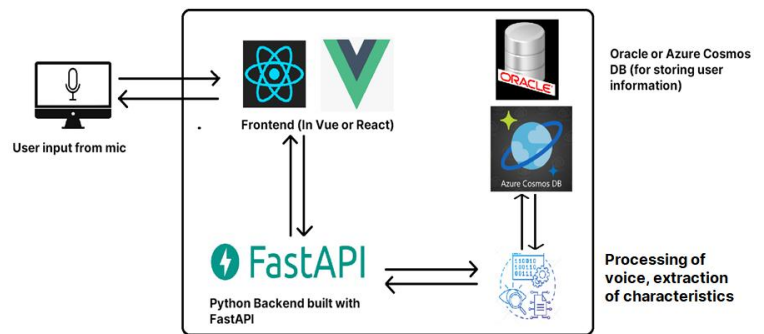 User input from mic
Frontend (In Vue or React)
ORACLE
Oracle or Azure Cosmos
DB (for storing user
information)
Azure Cosmos DB
FastAPI
Python Backend built with
FastAPI
Processing of
voice, extraction
of characteristics